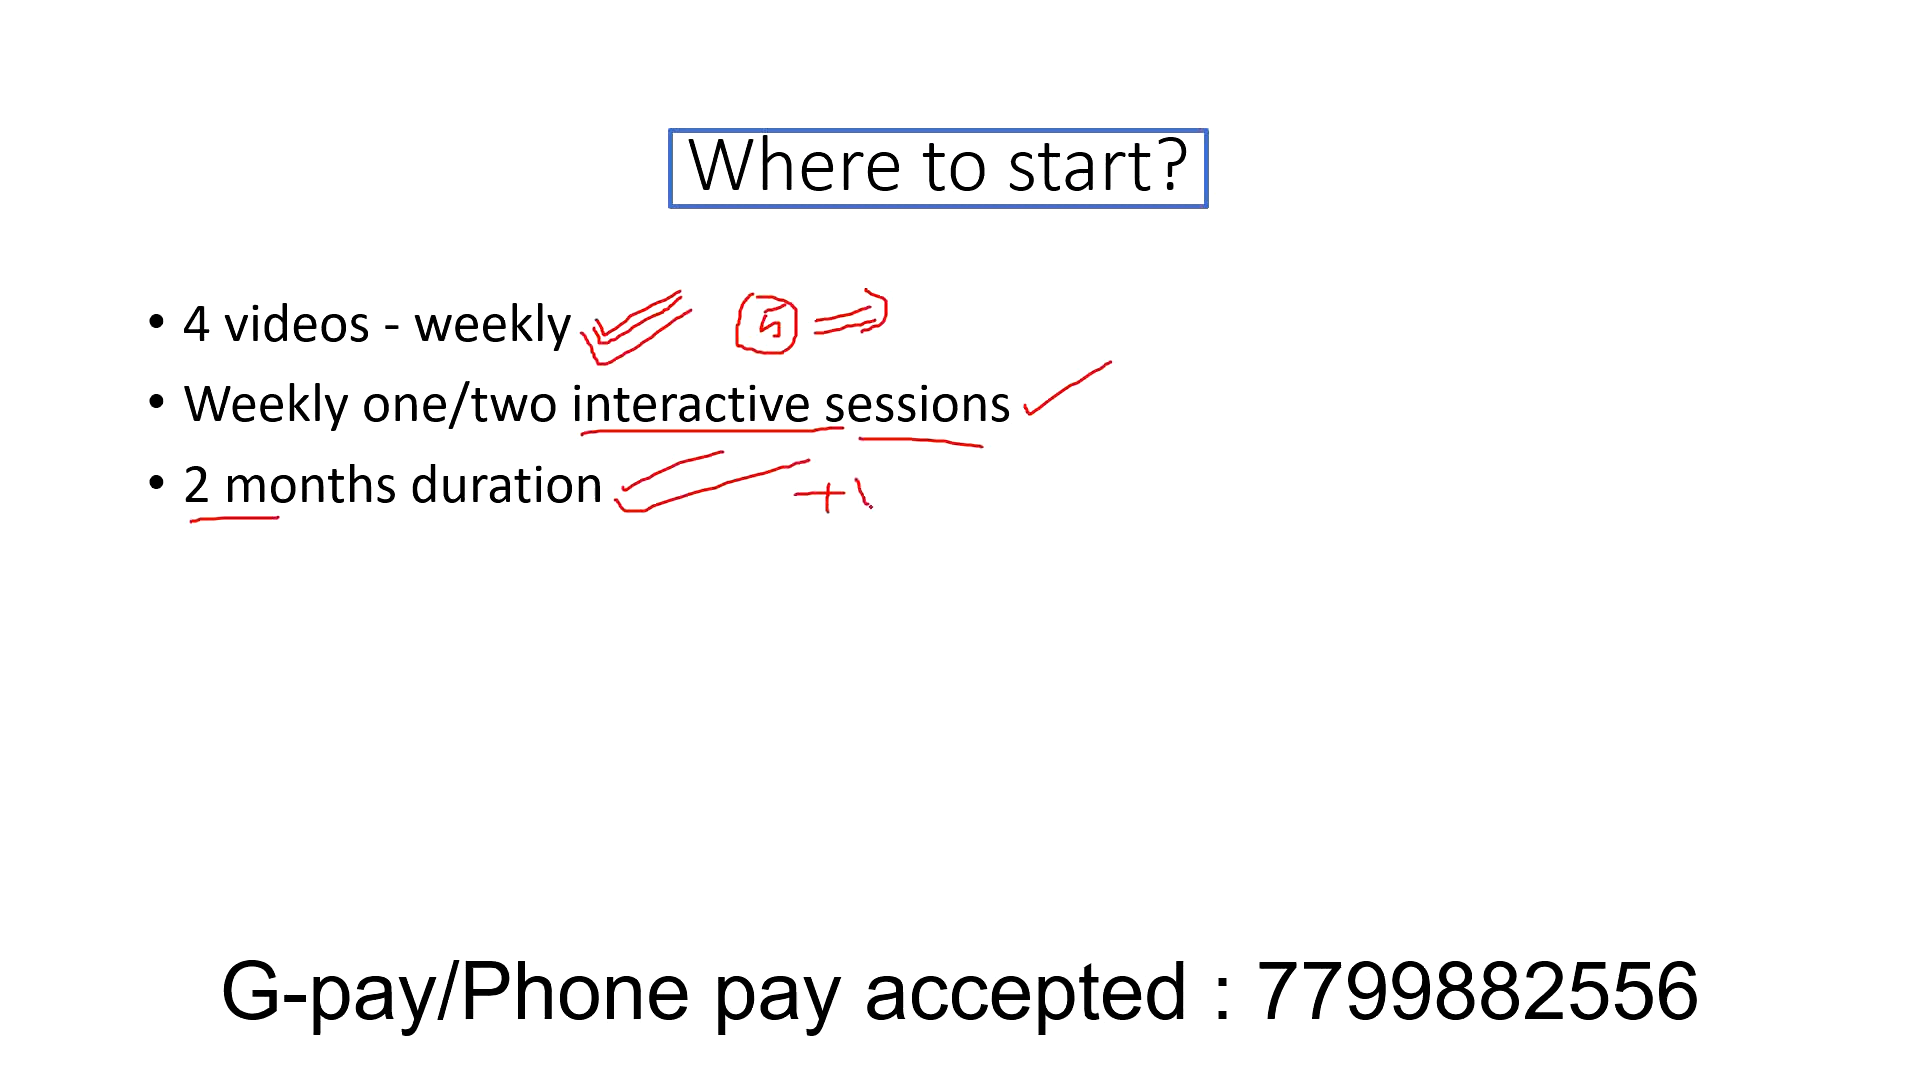 Where to start?
• 4 videos - weekly 5
• Weekly one/two interactive sessions
• 2 months duration +
G-pay/Phone pay accepted : 7799882556